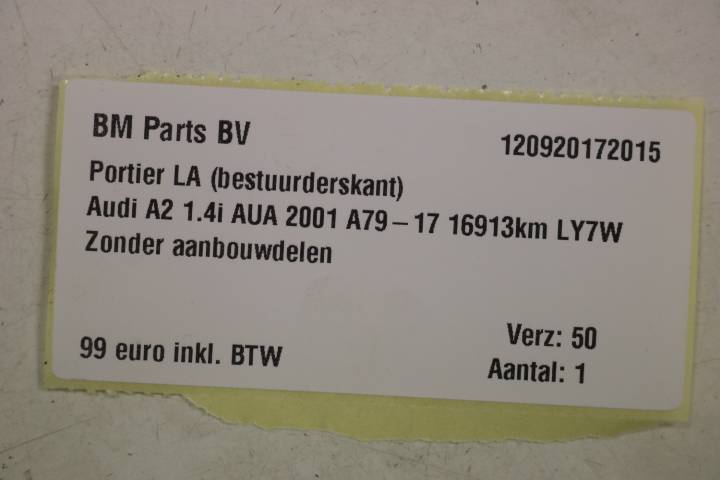 BM Parts BV 120920172015
Portier LA (bestuurderskant)
Audi A2 1.4i AUA 2001 A79-17 16913km LY7W
Zonder aanbouwdelen
99 euro inkl. BTW Verz: 50
Aantal: 1